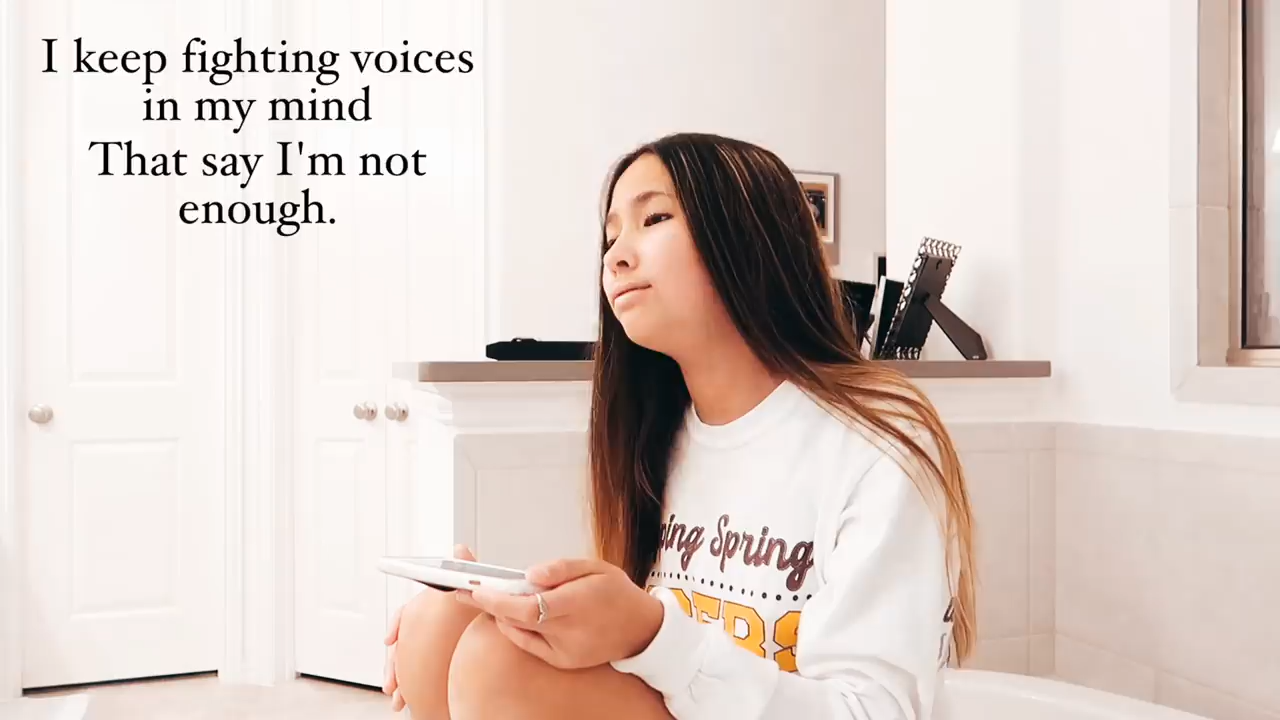 I keep fighting voices
in my mind
That say I'm not
enough.
Spring